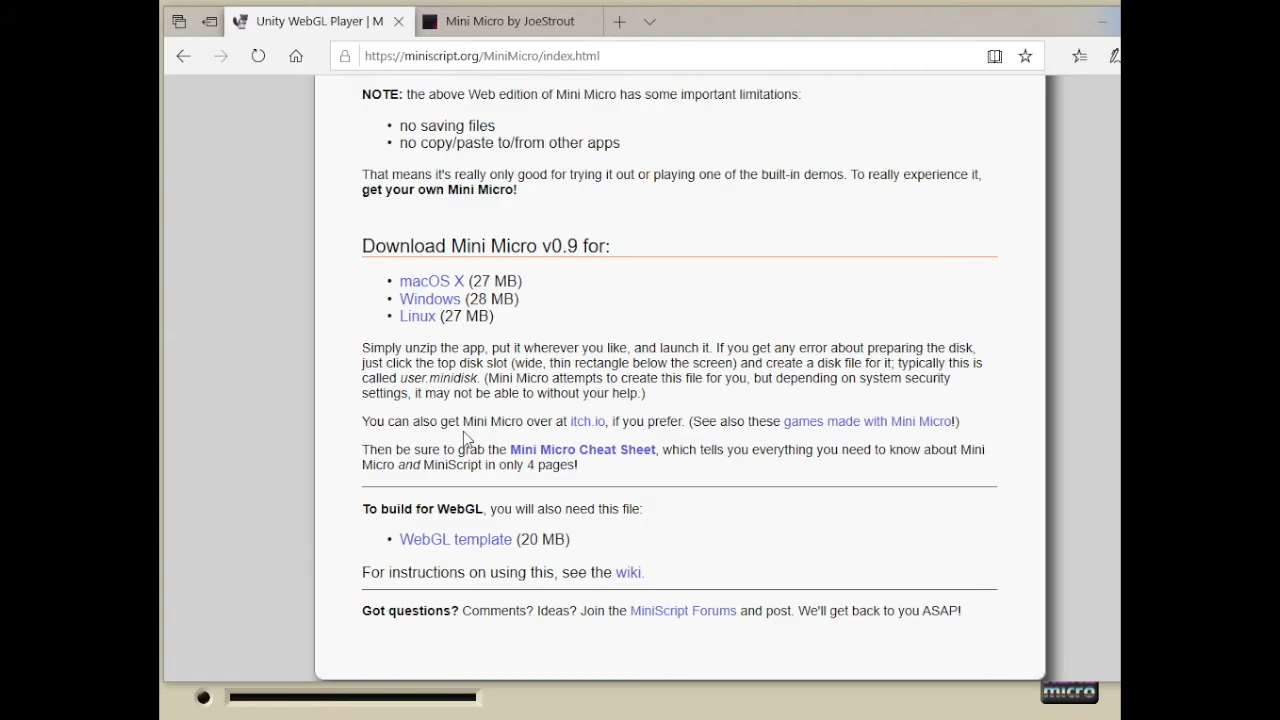 Unity WebGL Player | M
Mini Micro by JoeStrout
https://miniscript.org/MiniMicro/index.html
NOTE: the above Web edition of Mini Micro has some important limitations:
• no saving files
• no copy/paste to/from other apps
That means it's really only good for trying it out or playing one of the built-in demos. To really experience it,
get your own Mini Micro!
Download Mini Micro v0.9 for:
• macOS X (27 MB)
• Windows (28 MB)
• Linux (27 MB)
Simply unzip the app, put it wherever you like, and launch it. If you get any error about preparing the disk,
just click the top disk slot (wide, thin rectangle below the screen) and create a disk file for it; typically this is
called user.minidisk. (Mini Micro attempts to create this file for you, but depending on system security
settings, it may not be able to without your help.)
You can also get Mini Micro over at itch.io, if you prefer. (See also these games made with Mini Micro!)
Then be sure to grab the Mini Micro Cheat Sheet, which tells you everything you need to know about Mini
Micro and MiniScript in only 4 pages!
To build for WebGL, you will also need this file:
• WebGL template (20 MB)
For instructions on using this, see the wiki.
Got questions? Comments? Ideas? Join the MiniScript Forums and post. We'll get back to you ASAP!
micro